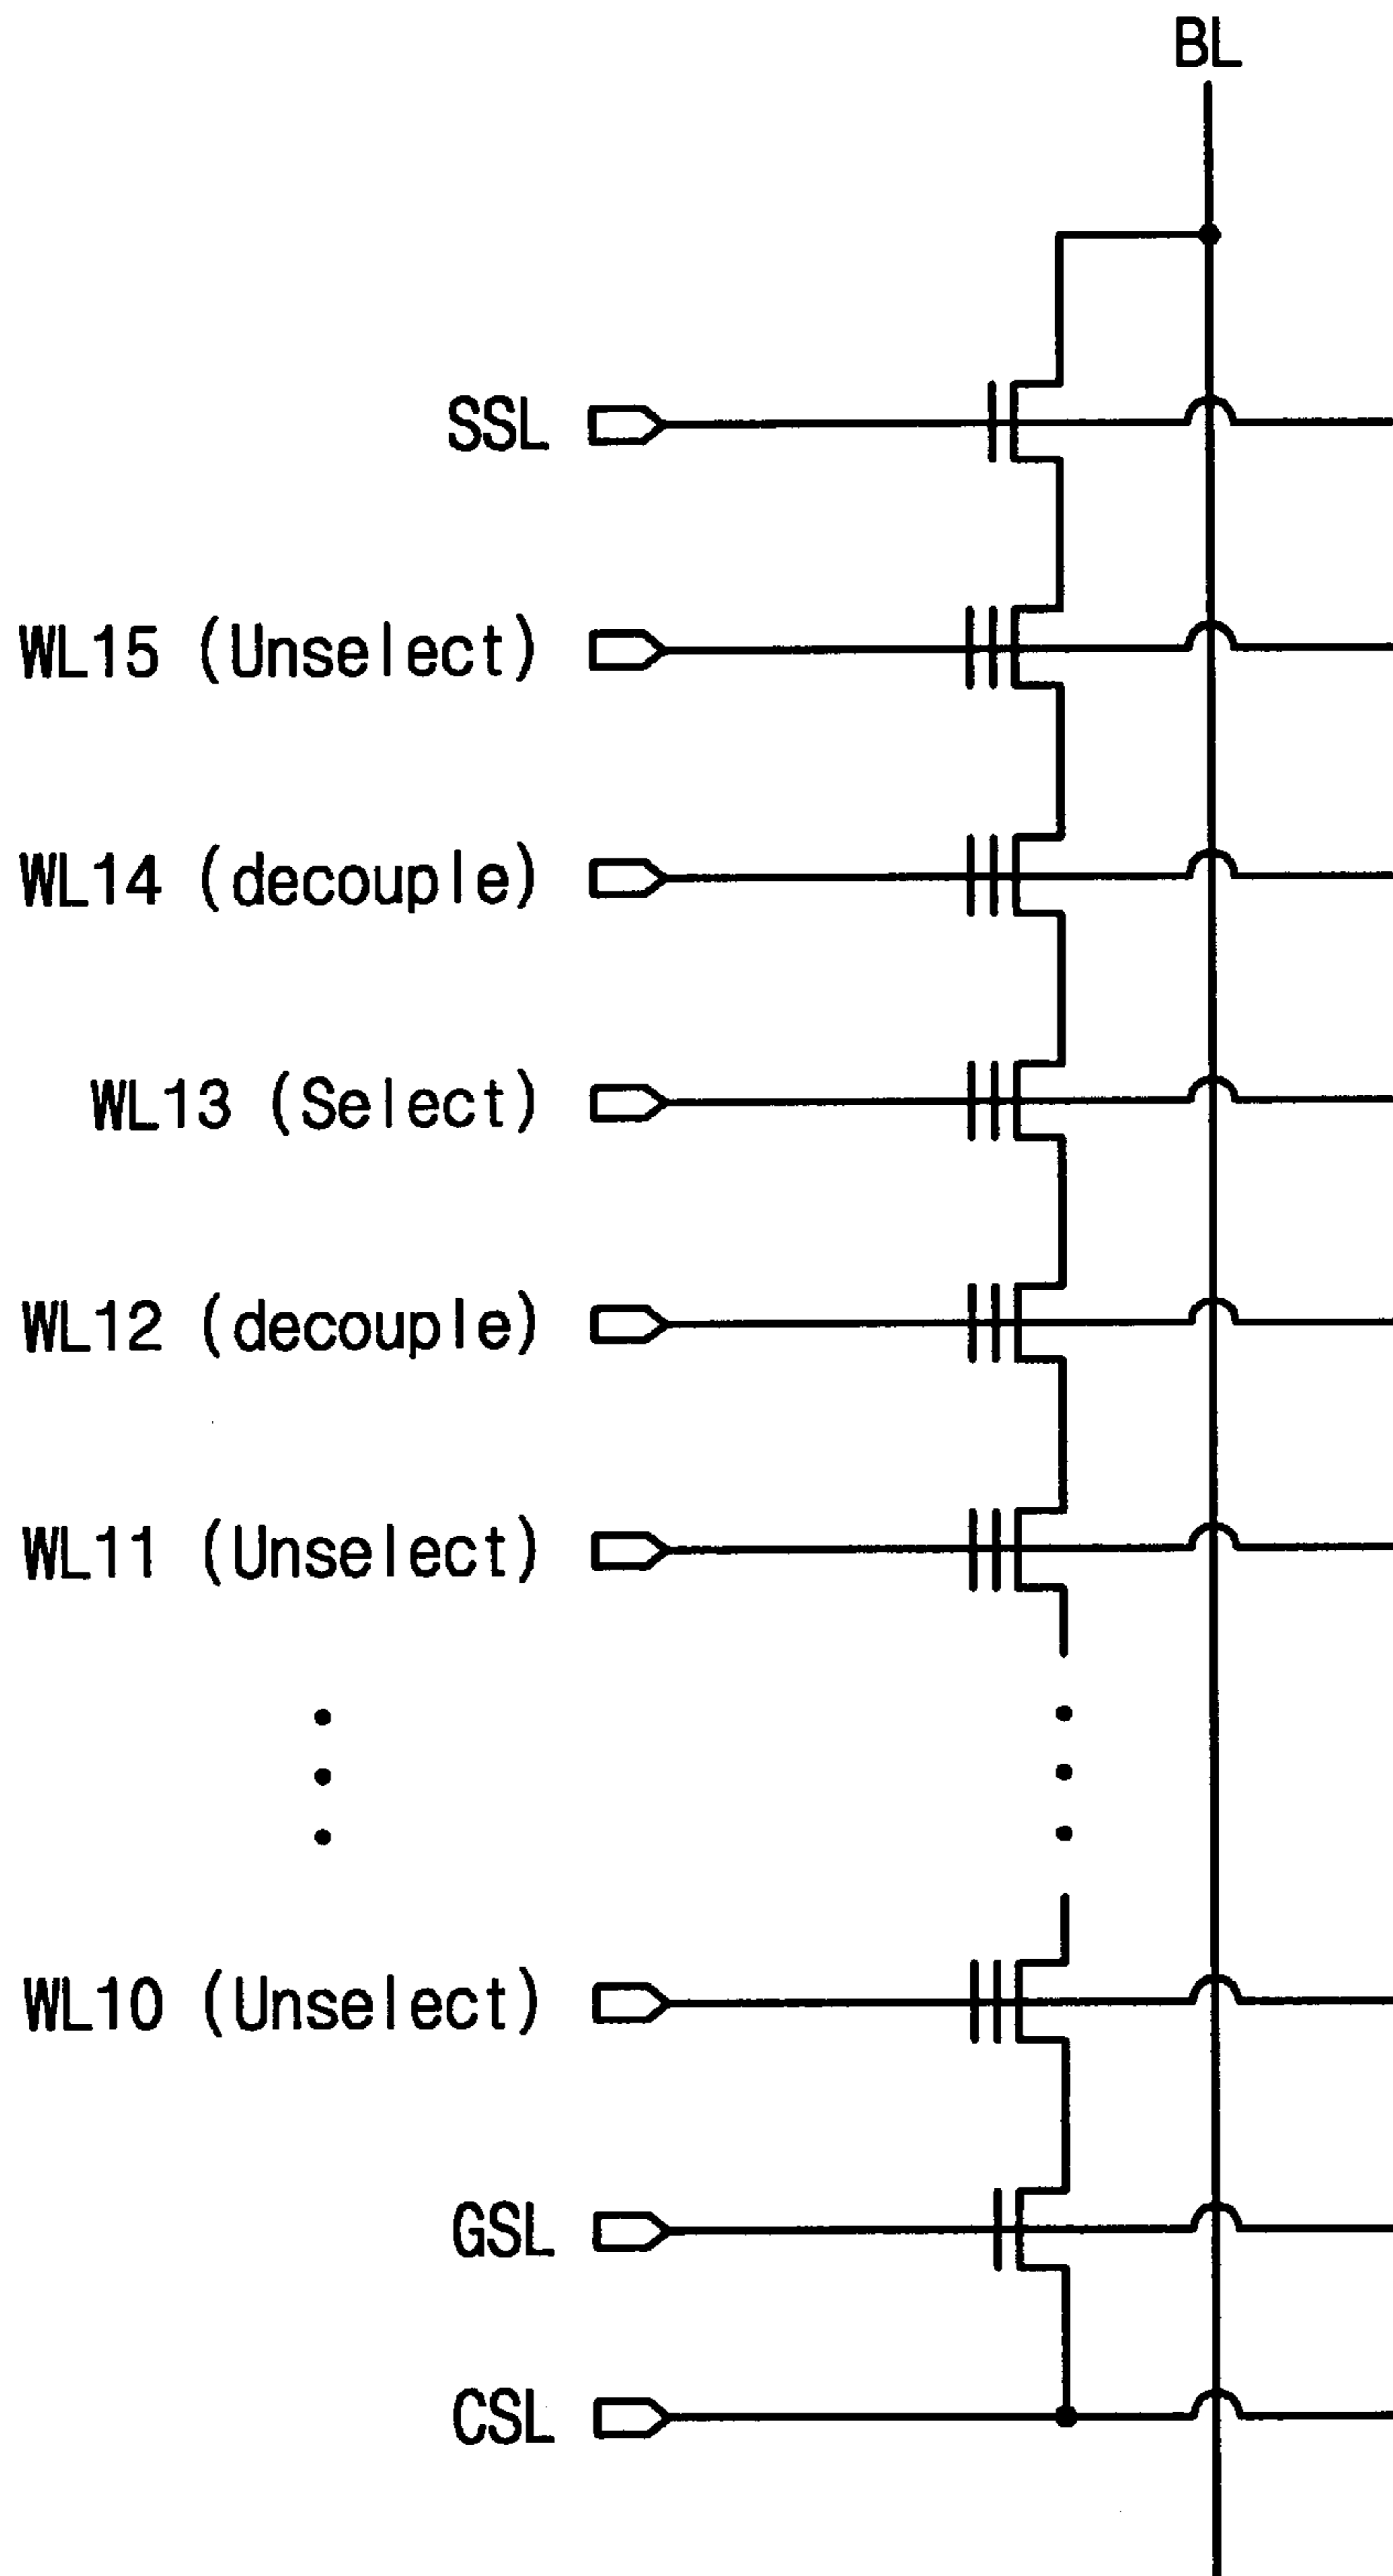 BL
SSL
WL15 (Unselect)
WL14 (decouple)
WL13 (Select)
WL12 (decouple)
WL11 (Unselect)
WL10 (Unselect)
GSL
CSL